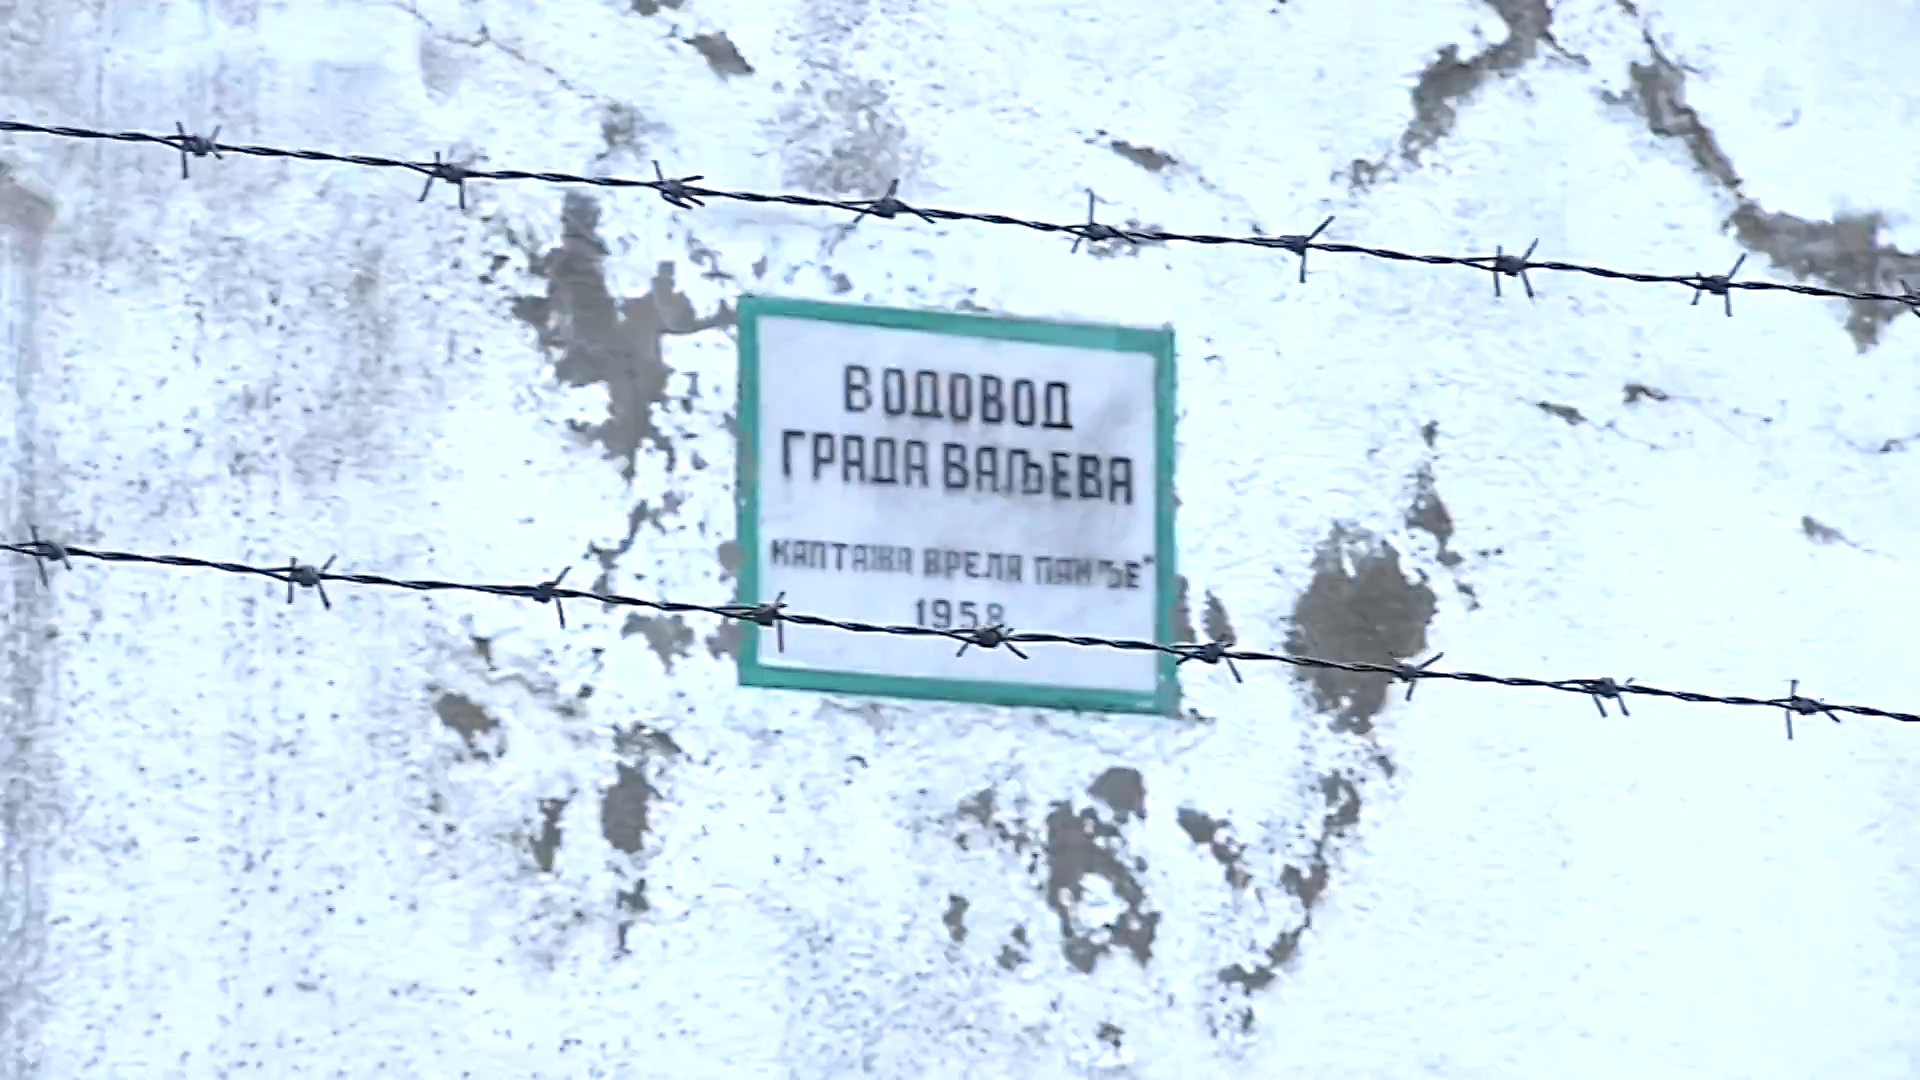 ВОДОВОД
ГРАДА ВАЉЕВА
КАПТАЖА ВРЕЛА ПАКЉЕ"
1958